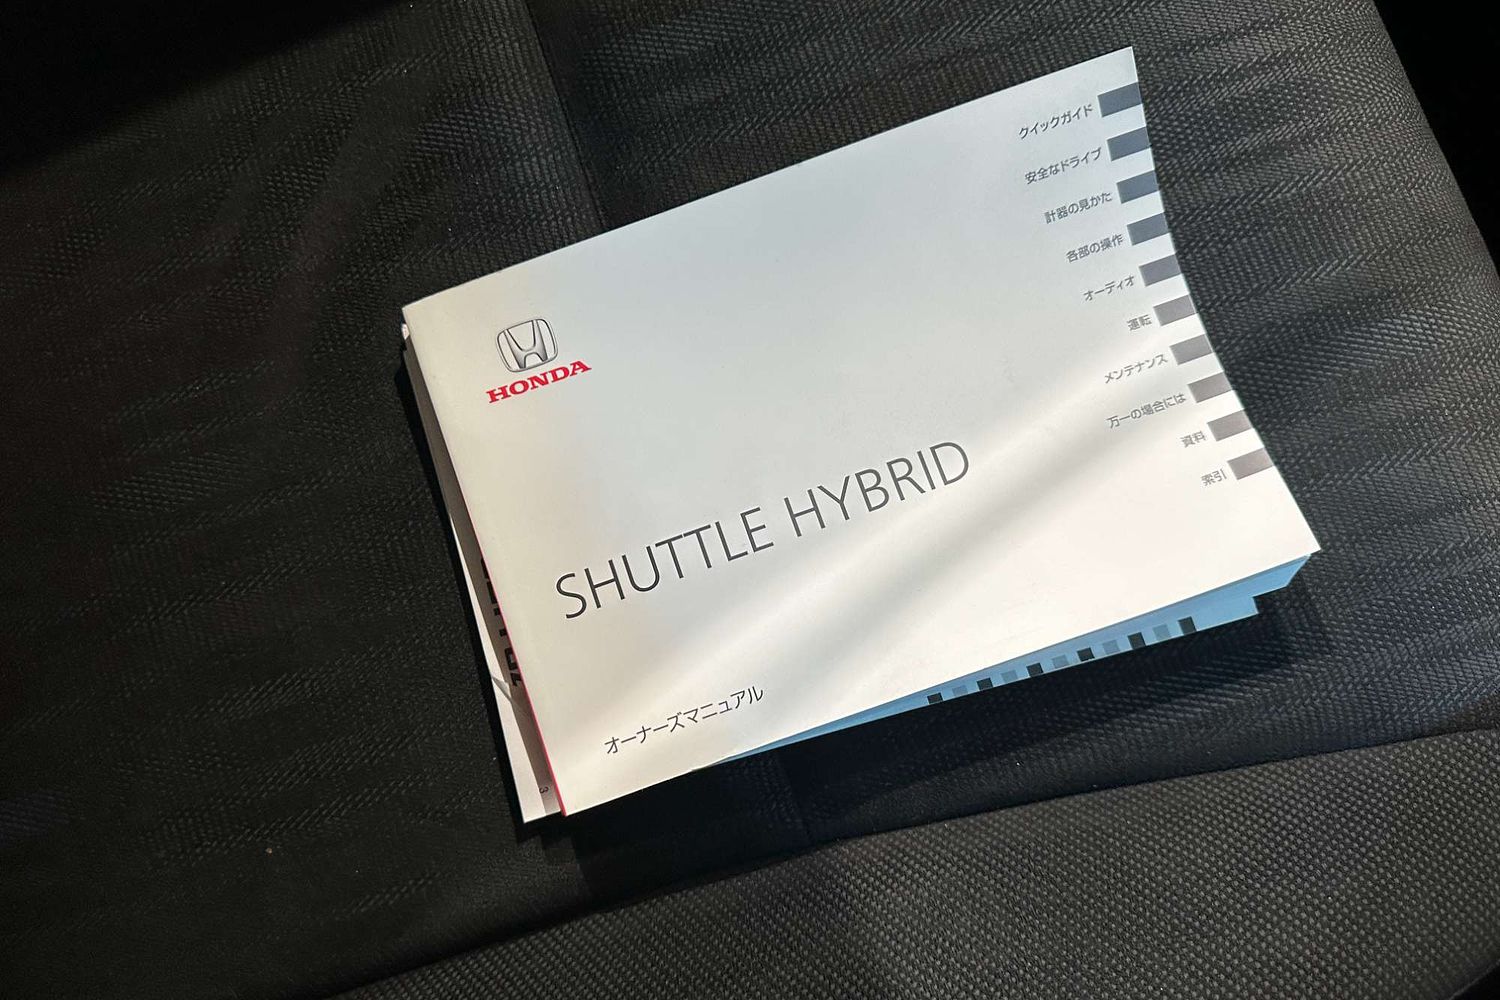 HONDA
SHUTTLE HYBRID
オーナーズマニュアル
クイックガイド
安全なドライブ
計器の見かた
各部の操作
オーディオ
運転
メンテナンス
万一の場合には
資料
索引